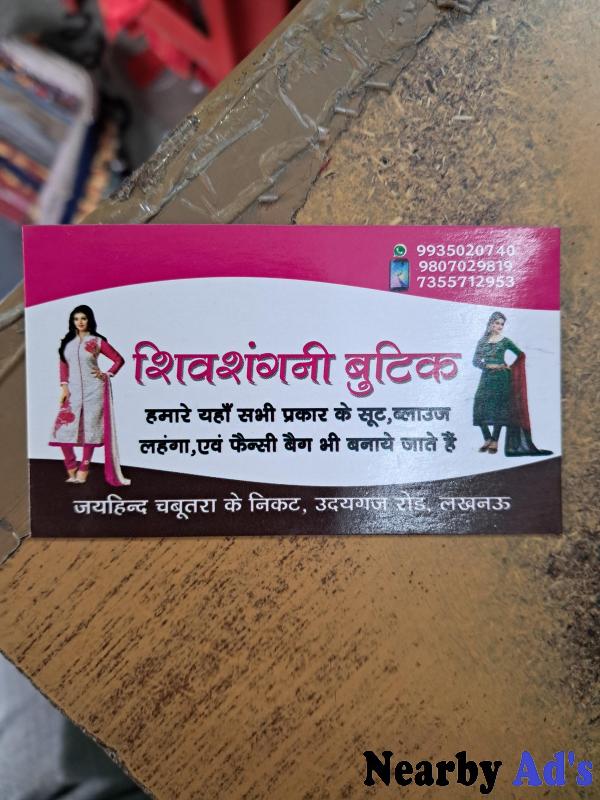 9935020740
9807029819
7355712953
शिवशंगनी बुटिक
हमारे यहाँ सभी प्रकार के सूट,ब्लाउज
लहंगा,एवं फैन्सी बैग भी बनाये जाते हैं
जयहिन्द चबूतरा के निकट, उदयगज रोड, लखनऊ
Nearby Ad's